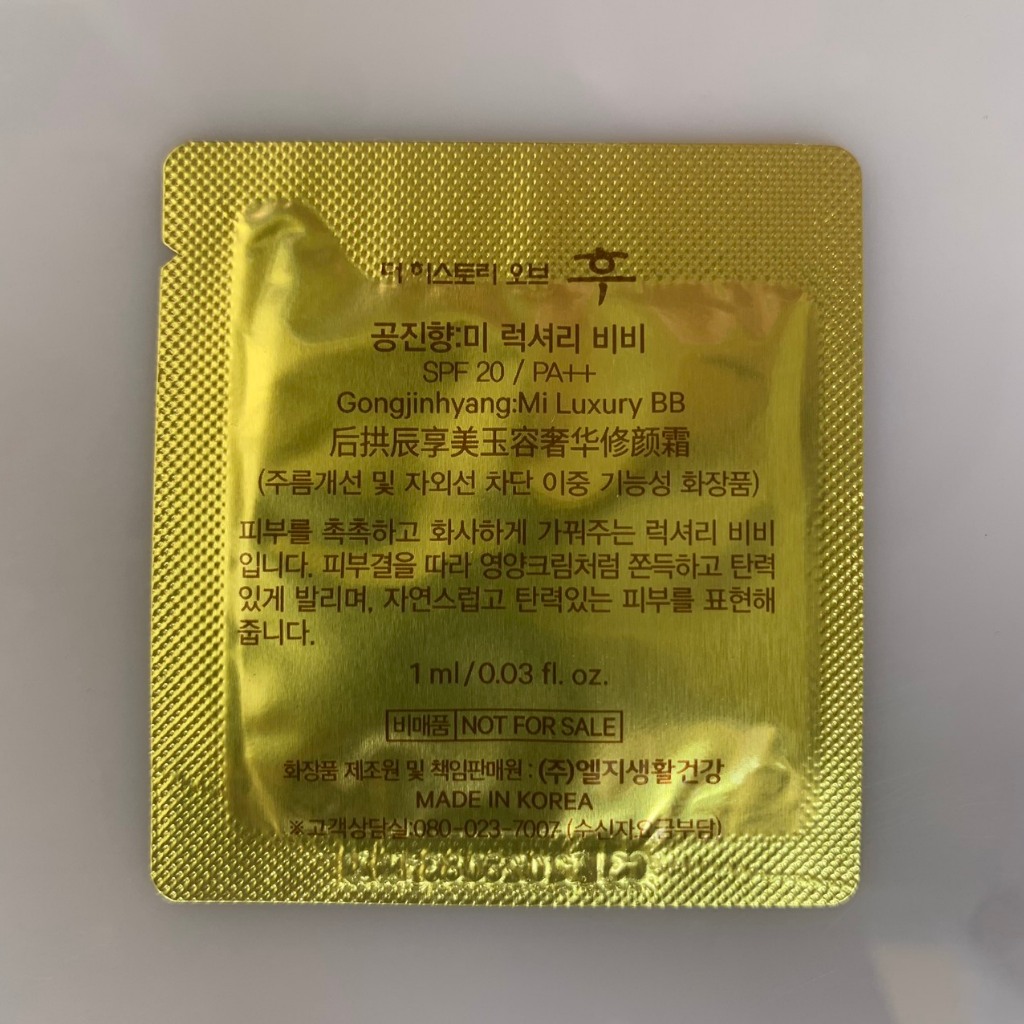 더 히스토리 오브 후
공진향:미 럭셔리 비비
SPF 20 / PA++
Gongjinhyang:Mi Luxury BB
后拱辰享美玉容奢华修颜霜
(주름개선 및 자외선 차단 이중 기능성 화장품)
피부를 촉촉하고 화사하게 가꿔주는 럭셔리 비비
입니다. 피부결을 따라 영양크림처럼 쫀득하고 탄력
있게 발리며, 자연스럽고 탄력있는 피부를 표현해
줍니다.
1 ml/0.03 fl. oz.
비매품 NOT FOR SALE
화장품 제조원 및 책임판매원 : (주)엘지생활건강
MADE IN KOREA
※고객상담실:080-023-7007 (수신자요금부담)